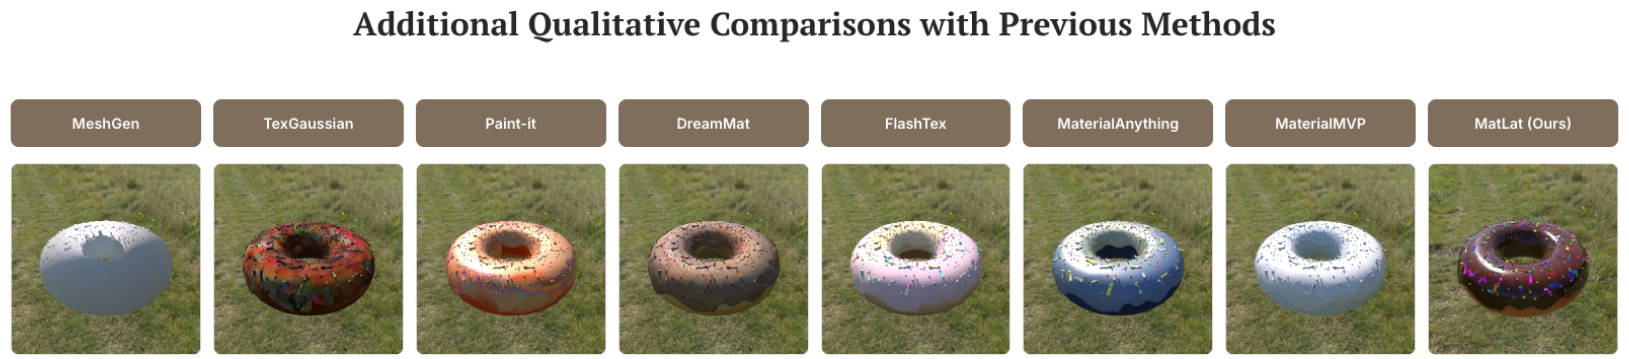 Additional Qualitative Comparisons with Previous Methods
MeshGen
TexGaussian
Paint-it
DreamMat
FlashTex
MaterialAnything
MaterialMVP
MatLat (Ours)